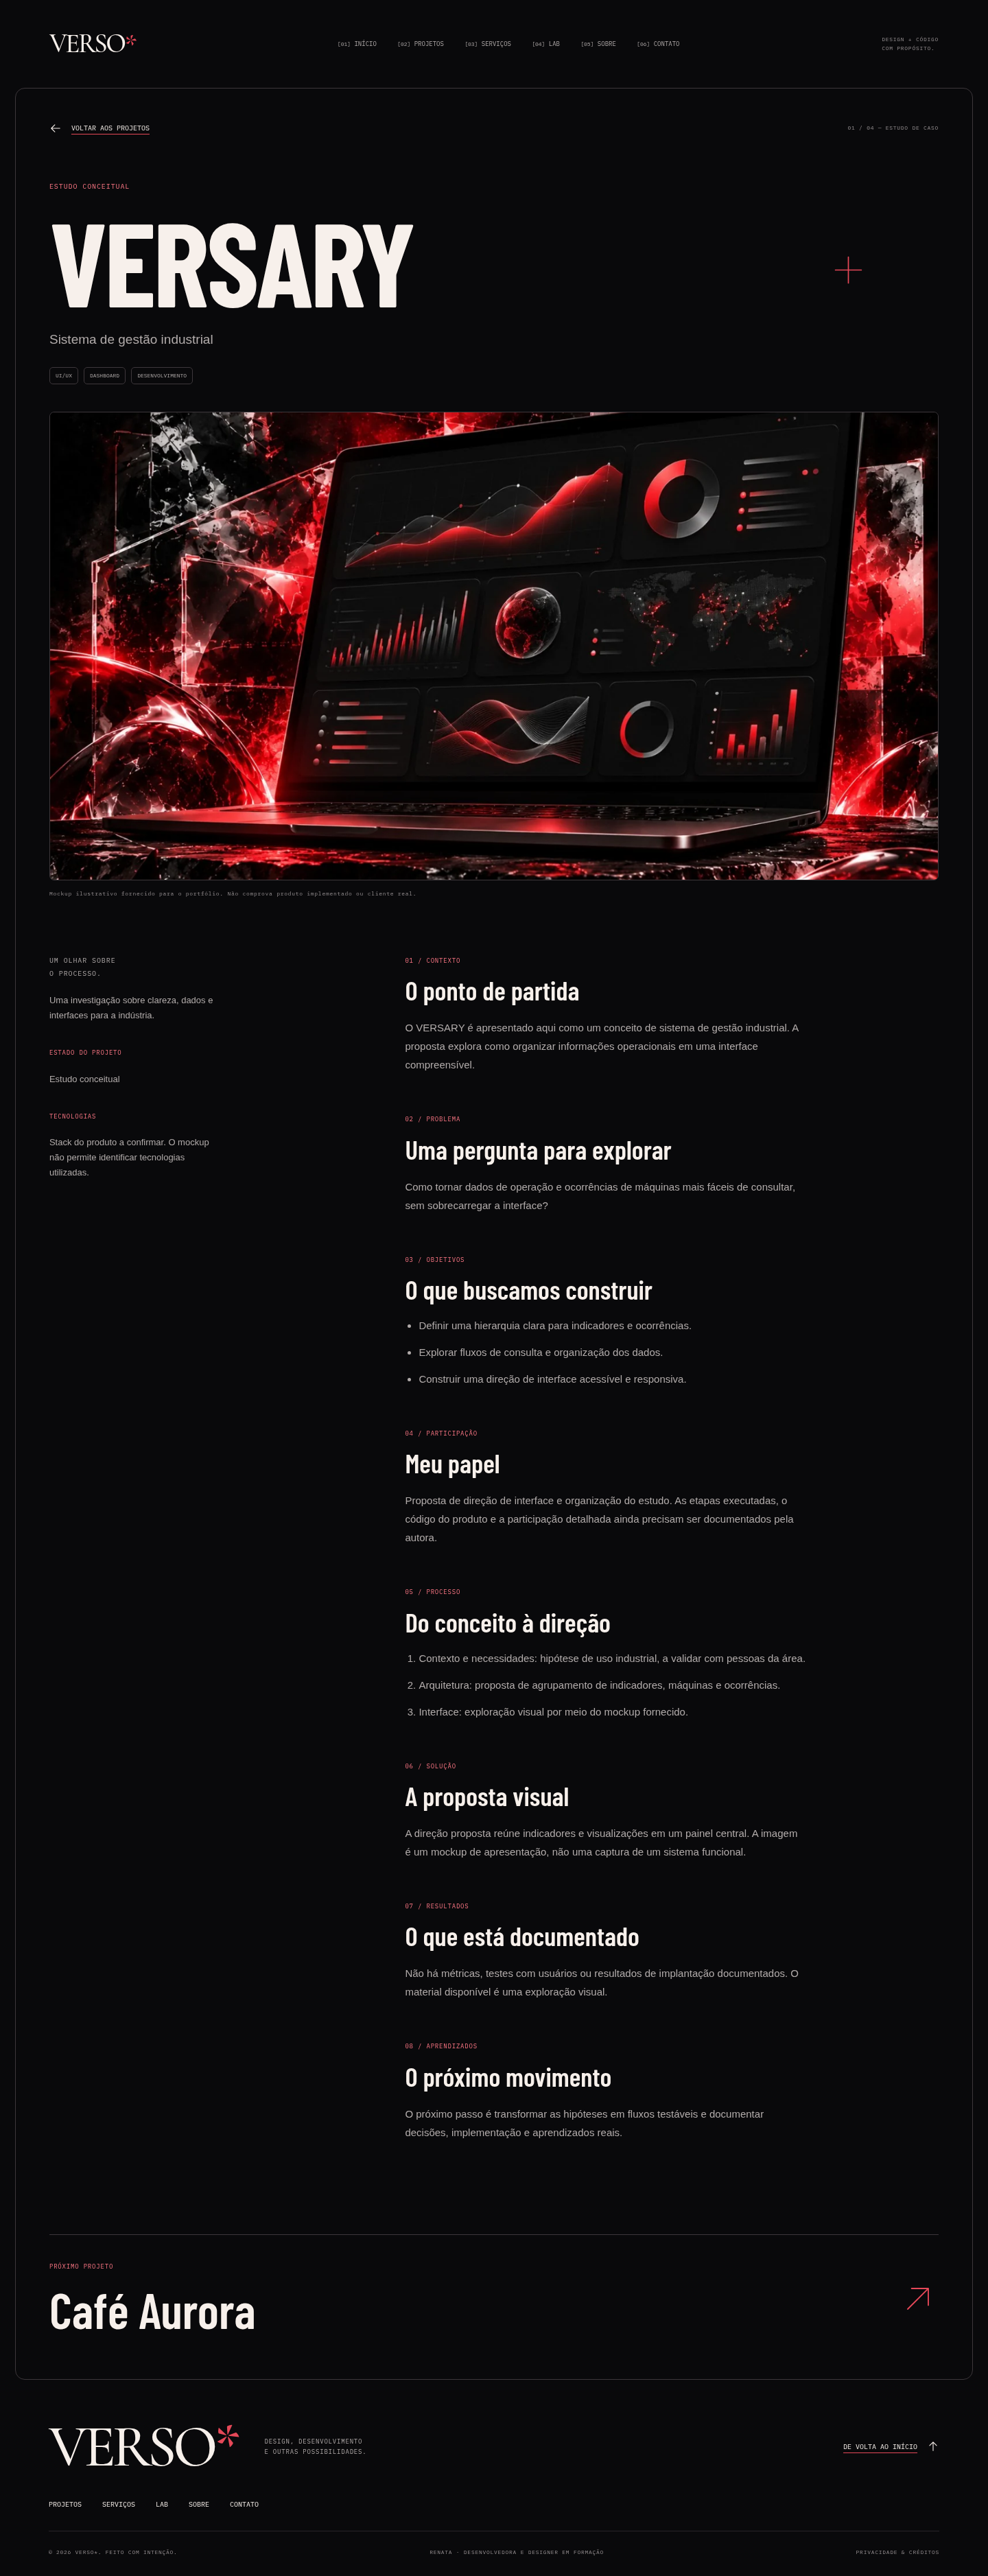 VERSO*
[01] INÍCIO
[02] PROJETOS
[03] SERVIÇOS
[04] LAB
[05] SOBRE
[06] CONTATO
DESIGN + CÓDIGO
COM PROPÓSITO.
← VOLTAR AOS PROJETOS
01 / 04 — ESTUDO DE CASO
ESTUDO CONCEITUAL
VERSARY
Sistema de gestão industrial
UI/UX
DASHBOARD
DESENVOLVIMENTO
Mockup ilustrativo fornecido para o portfólio. Não comprova produto implementado ou cliente real.
UM OLHAR SOBRE
O PROCESSO.
Uma investigação sobre clareza, dados e
interfaces para a indústria.
ESTADO DO PROJETO
Estudo conceitual
TECNOLOGIAS
Stack do produto a confirmar. O mockup
não permite identificar tecnologias
utilizadas.
01 / CONTEXTO
O ponto de partida
O VERSARY é apresentado aqui como um conceito de sistema de gestão industrial. A
proposta explora como organizar informações operacionais em uma interface
compreensível.
02 / PROBLEMA
Uma pergunta para explorar
Como tornar dados de operação e ocorrências de máquinas mais fáceis de consultar,
sem sobrecarregar a interface?
03 / OBJETIVOS
O que buscamos construir
• Definir uma hierarquia clara para indicadores e ocorrências.
• Explorar fluxos de consulta e organização dos dados.
• Construir uma direção de interface acessível e responsiva.
04 / PARTICIPAÇÃO
Meu papel
Proposta de direção de interface e organização do estudo. As etapas executadas, o
código do produto e a participação detalhada ainda precisam ser documentados pela
autora.
05 / PROCESSO
Do conceito à direção
1. Contexto e necessidades: hipótese de uso industrial, a validar com pessoas da área.
2. Arquitetura: proposta de agrupamento de indicadores, máquinas e ocorrências.
3. Interface: exploração visual por meio do mockup fornecido.
06 / SOLUÇÃO
A proposta visual
A direção proposta reúne indicadores e visualizações em um painel central. A imagem
é um mockup de apresentação, não uma captura de um sistema funcional.
07 / RESULTADOS
O que está documentado
Não há métricas, testes com usuários ou resultados de implantação documentados. O
material disponível é uma exploração visual.
08 / APRENDIZADOS
O próximo movimento
O próximo passo é transformar as hipóteses em fluxos testáveis e documentar
decisões, implementação e aprendizados reais.
PRÓXIMO PROJETO
Café Aurora
VERSO*
DESIGN, DESENVOLVIMENTO
E OUTRAS POSSIBILIDADES.
DE VOLTA AO INÍCIO ↑
PROJETOS
SERVIÇOS
LAB
SOBRE
CONTATO
© 2026 VERSO✳. FEITO COM INTENÇÃO.
RENATA · DESENVOLVEDORA E DESIGNER EM FORMAÇÃO
PRIVACIDADE & CRÉDITOS